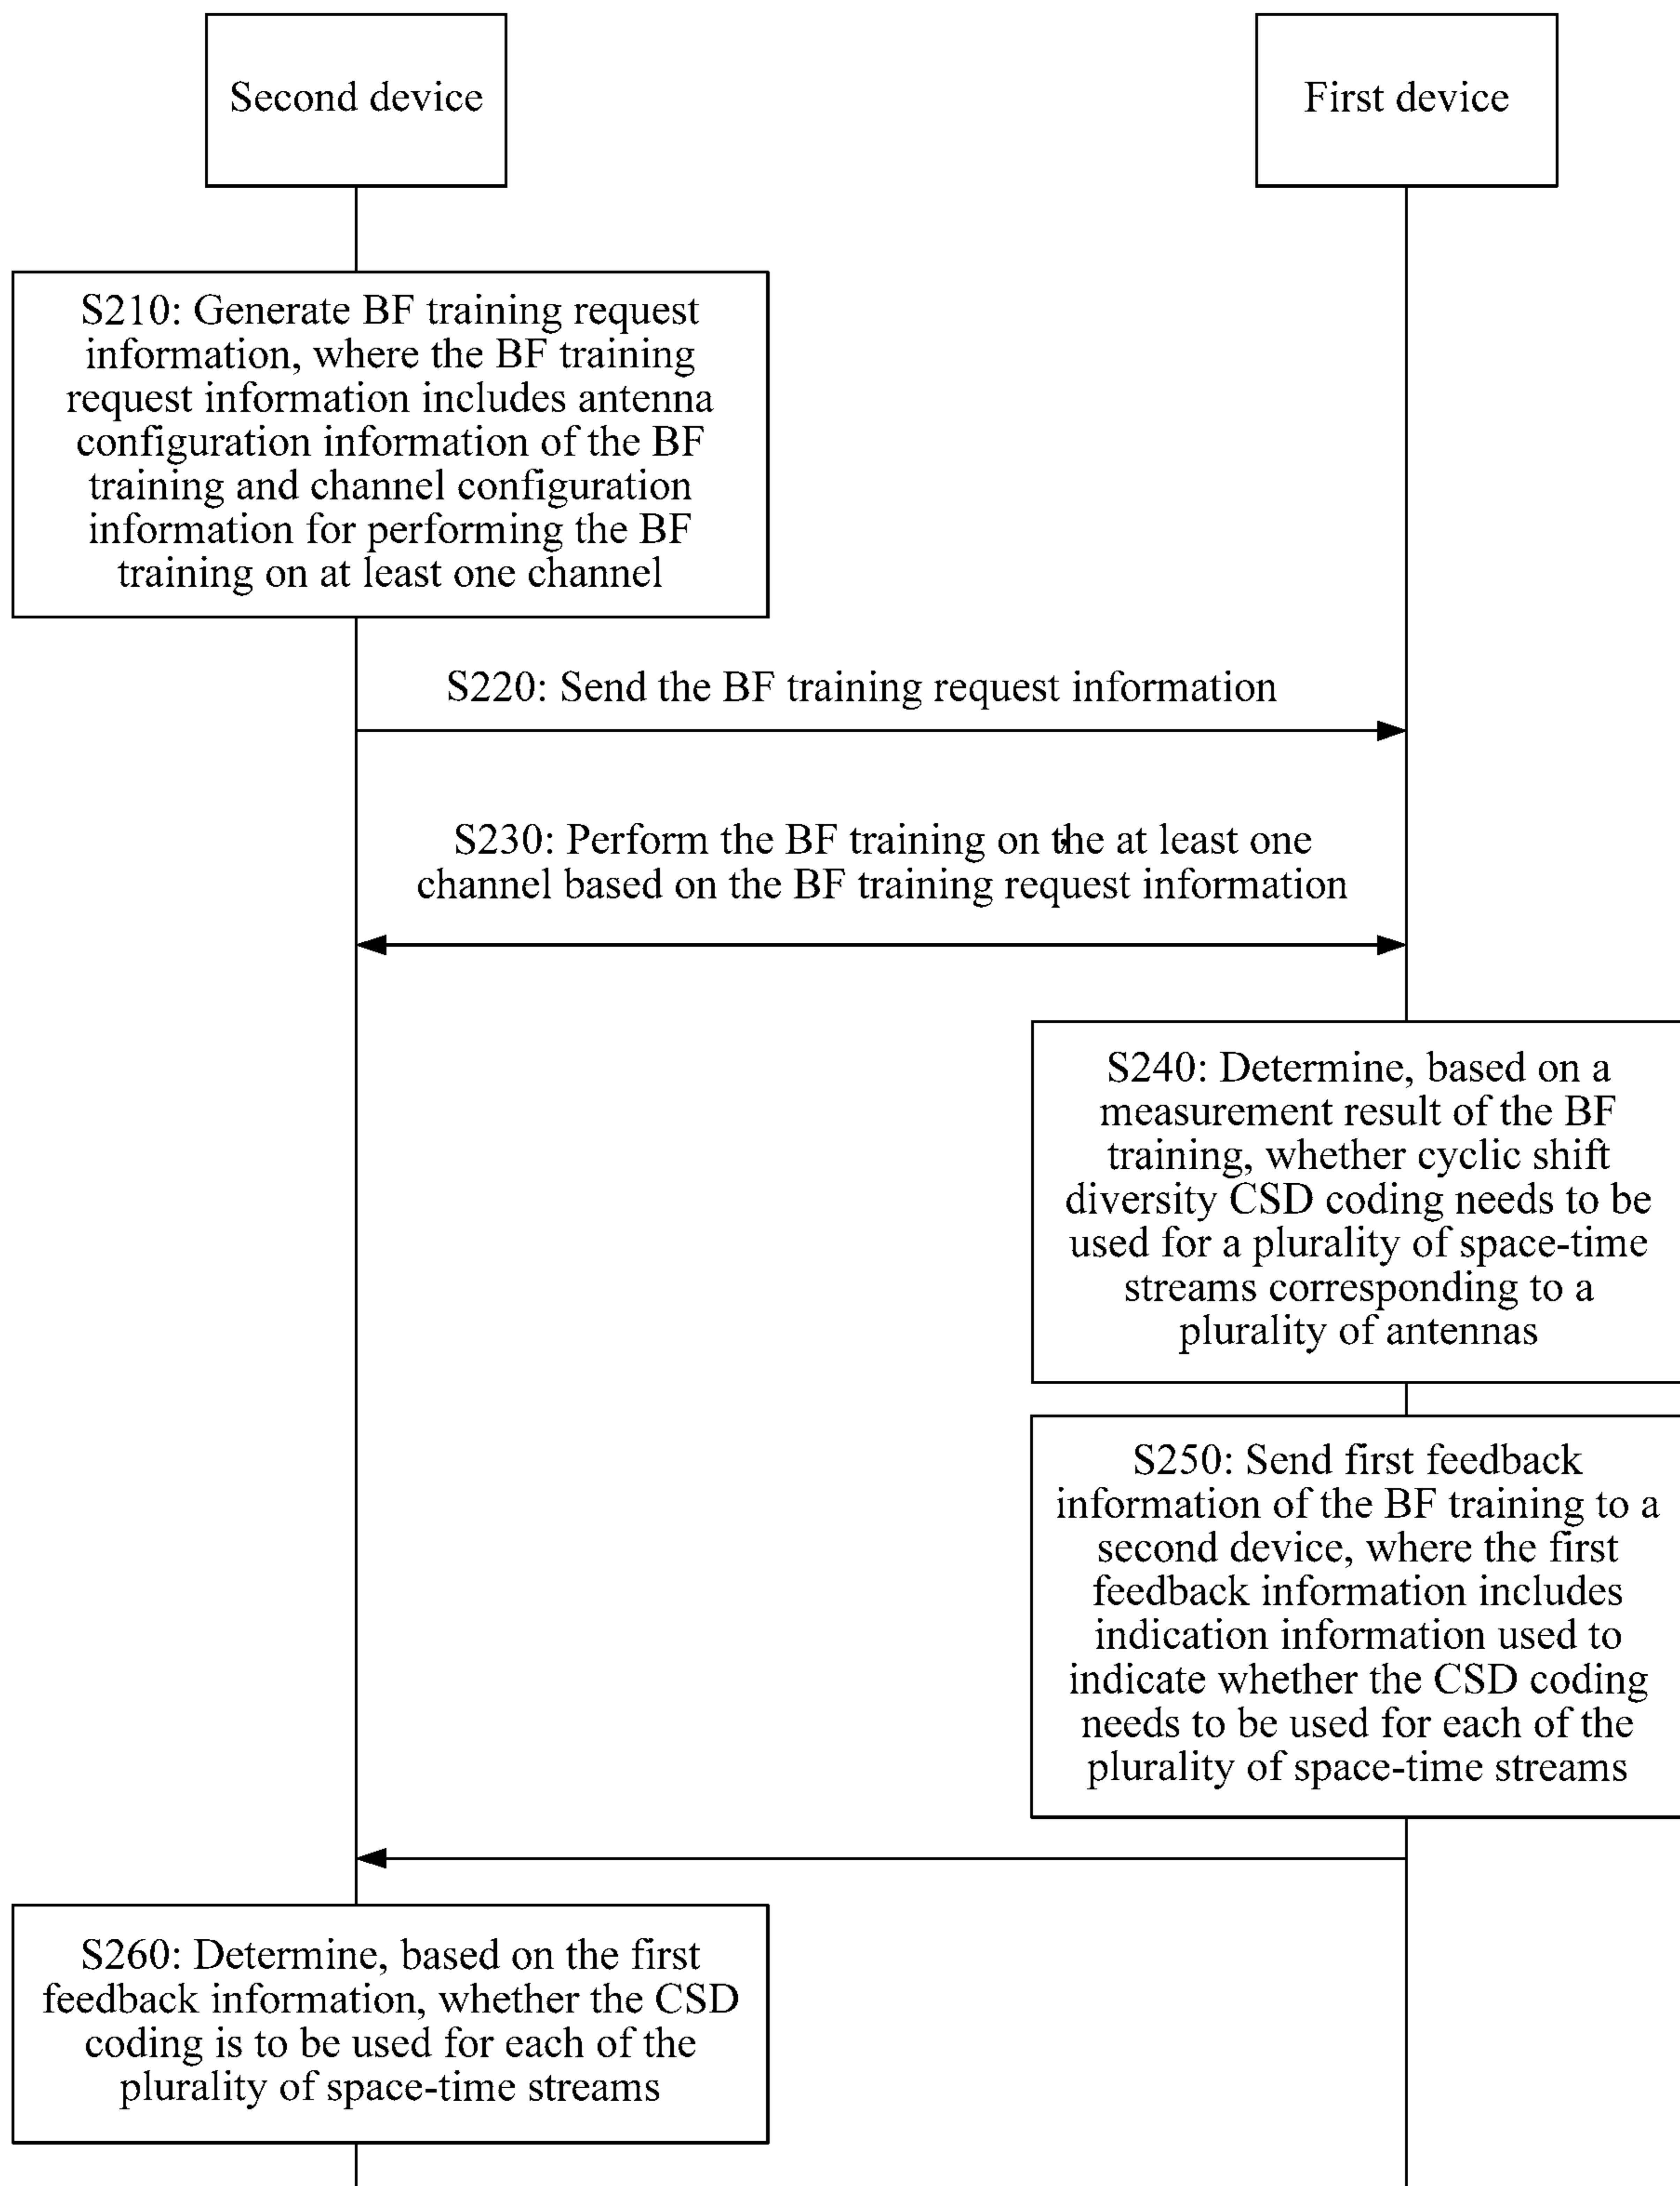 Second device
First device
S210: Generate BF training request
information, where the BF training
request information includes antenna
configuration information of the BF
training and channel configuration
information for performing the BF
training on at least one channel
S220: Send the BF training request information
S230: Perform the BF training on the at least one
channel based on the BF training request information
S240: Determine, based on a
measurement result of the BF
training, whether cyclic shift
diversity CSD coding needs to be
used for a plurality of space-time
streams corresponding to a
plurality of antennas
S250: Send first feedback
information of the BF training to a
second device, where the first
feedback information includes
indication information used to
indicate whether the CSD coding
needs to be used for each of the
plurality of space-time streams
S260: Determine, based on the first
feedback information, whether the CSD
coding is to be used for each of the
plurality of space-time streams